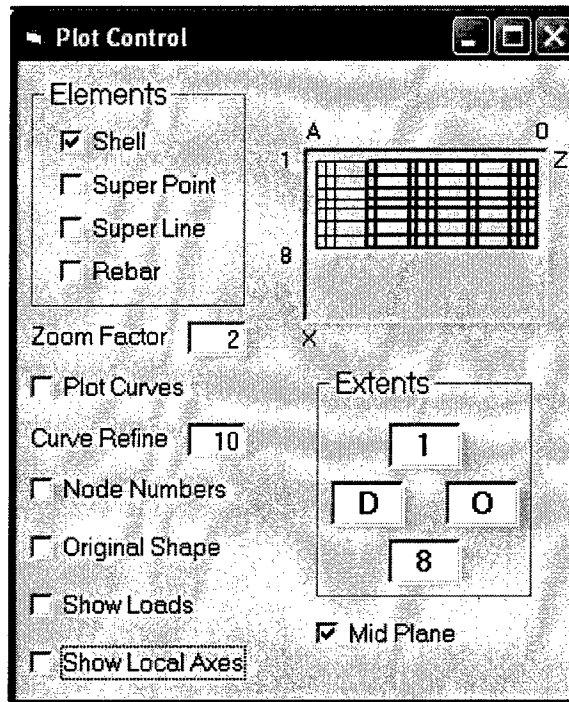 Plot Control
Elements
Shell
Super Point
Super Line
Rebar
Zoom Factor 2
Plot Curves
Curve Refine 10
Node Numbers
Original Shape
Show Loads
Show Local Axes
A O
1 Z
8
X
Extents
1
D O
8
Mid Plane